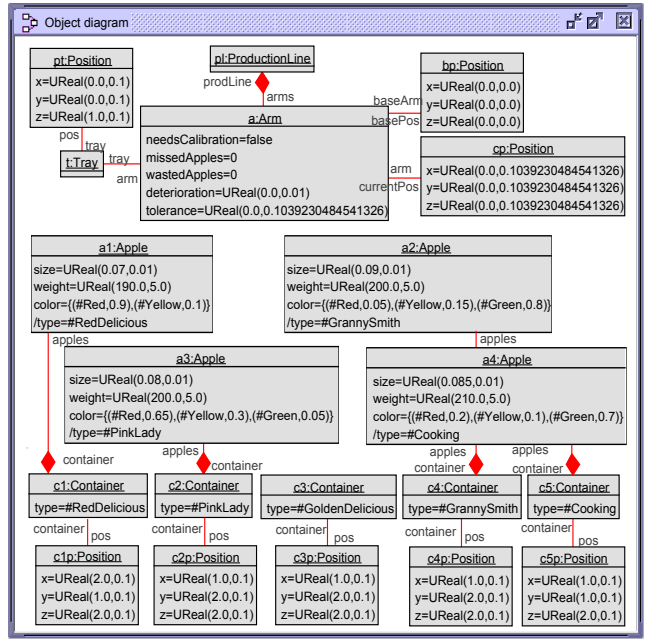 Object diagram
pt:Position
x=UReal(0.0,0.1)
y=UReal(0.0,0.1)
z=UReal(1.0,0.1)
pl:ProductionLine
prodLine
arms
bp:Position
x=UReal(0.0,0.0)
y=UReal(0.0,0.0)
z=UReal(0.0,0.0)
baseArm
basePos
a:Arm
needsCalibration=false
missedApples=0
wastedApples=0
deterioration=UReal(0.0,0.01)
tolerance=UReal(0.0,0.1039230484541326)
pos
tray
t:Tray
tray
arm
arm
currentPos
cp:Position
x=UReal(0.0,0.1039230484541326)
y=UReal(0.0,0.1039230484541326)
z=UReal(0.0,0.1039230484541326)
a1:Apple
size=UReal(0.07,0.01)
weight=UReal(190.0,5.0)
color={(#Red,0.9),(#Yellow,0.1)}
/type=#RedDelicious
apples
a2:Apple
size=UReal(0.09,0.01)
weight=UReal(200.0,5.0)
color={(#Red,0.05),(#Yellow,0.15),(#Green,0.8)}
/type=#GrannySmith
apples
a3:Apple
size=UReal(0.08,0.01)
weight=UReal(200.0,5.0)
color={(#Red,0.65),(#Yellow,0.3),(#Green,0.05)}
/type=#PinkLady
apples
a4:Apple
size=UReal(0.085,0.01)
weight=UReal(210.0,5.0)
color={(#Red,0.2),(#Yellow,0.1),(#Green,0.7)}
/type=#Cooking
apples
apples
container
container
container
container
c1:Container
type=#RedDelicious
c2:Container
type=#PinkLady
c3:Container
type=#GoldenDelicious
c4:Container
type=#GrannySmith
c5:Container
type=#Cooking
container
pos
container
pos
container
pos
container
pos
container
pos
c1p:Position
x=UReal(2.0,0.1)
y=UReal(1.0,0.1)
z=UReal(2.0,0.1)
c2p:Position
x=UReal(1.0,0.1)
y=UReal(2.0,0.1)
z=UReal(2.0,0.1)
c3p:Position
x=UReal(1.0,0.1)
y=UReal(2.0,0.1)
z=UReal(2.0,0.1)
c4p:Position
x=UReal(1.0,0.1)
y=UReal(2.0,0.1)
z=UReal(2.0,0.1)
c5p:Position
x=UReal(1.0,0.1)
y=UReal(1.0,0.1)
z=UReal(2.0,0.1)